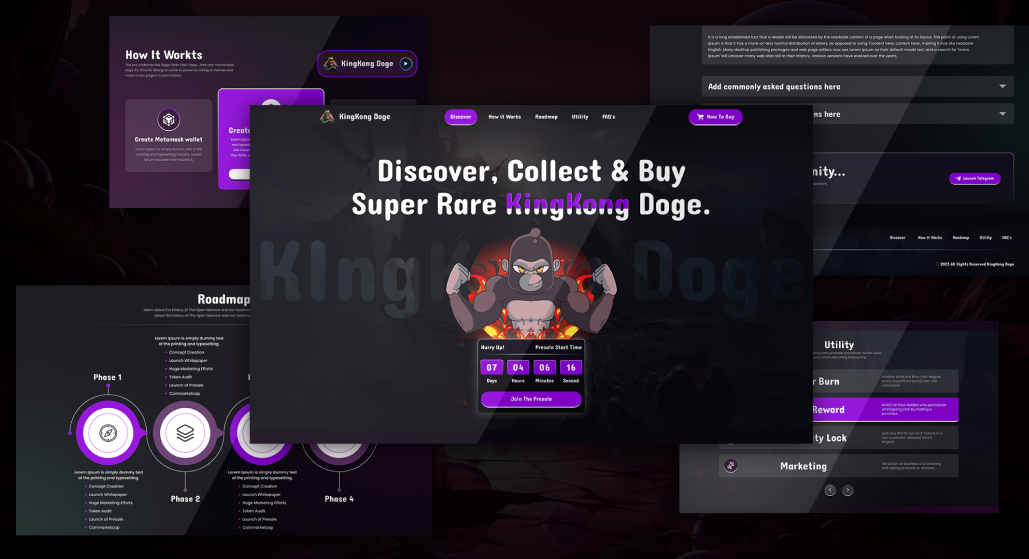 How It Workts
KingKong Doge
Create Metamask wallet
Lorem Ipsum is simply dummy text of the
printing and typesetting industry. Lorem
Ipsum has been the industry's.
It is a long established fact that a reader will be distracted by the readable content of a page when looking at its layout. The point of using Lorem
Ipsum is that it has a more-or-less normal distribution of letters, as opposed to using 'Content here, content here', making it look like readable
English. Many desktop publishing packages and web page editors now use Lorem Ipsum as their default model text, and a search for 'lorem
ipsum' will uncover many web sites still in their infancy. Various versions have evolved over the years.
Add commonly asked questions here
ns here
nity...
Launch Telegram
Discover How it Works Roadmap Utility FAQ's
2023 All Rights Reserved KingKong Doge
KingKong Doge
Discover How it Works Roadmap Utility FAQ's
How To Buy
Discover, Collect & Buy
Super Rare KingKong Doge.
KIngKong Doge
Hurry Up! Presale Start Time
07 04 06 16
Days Hours Minutes Second
Join The Presale
Roadmap
Lorem Ipsum is simply dummy text
of the printing and typesetting.
Concept Creation
Launch Whitepaper
Huge Marketing Efforts
Token Audit
Launch of Presale
Coinmarketcap
Phase 1
Phase 2
Phase 4
Lorem Ipsum is simply dummy text
of the printing and typesetting.
Concept Creation
Launch Whitepaper
Huge Marketing Efforts
Token Audit
Launch of Presale
Coinmarketcap
Lorem Ipsum is simply dummy text
of the printing and typesetting.
Concept Creation
Launch Whitepaper
Huge Marketing Efforts
Token Audit
Launch of Presale
Coinmarketcap
Utility
r Burn
Reword
ty Lock
Marketing